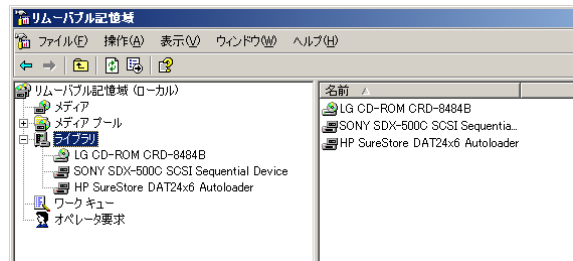 リムーバブル記憶域
ファイル(F) 操作(A) 表示(V) ウィンドウ(W) ヘルプ(H)
リムーバブル記憶域 (ローカル)
メディア
メディア プール
ライブラリ
LG CD-ROM CRD-8484B
SONY SDX-500C SCSI Sequential Device
HP SureStore DAT24x6 Autoloader
ワーク キュー
オペレータ要求
名前
LG CD-ROM CRD-8484B
SONY SDX-500C SCSI Sequentia...
HP SureStore DAT24x6 Autoloader